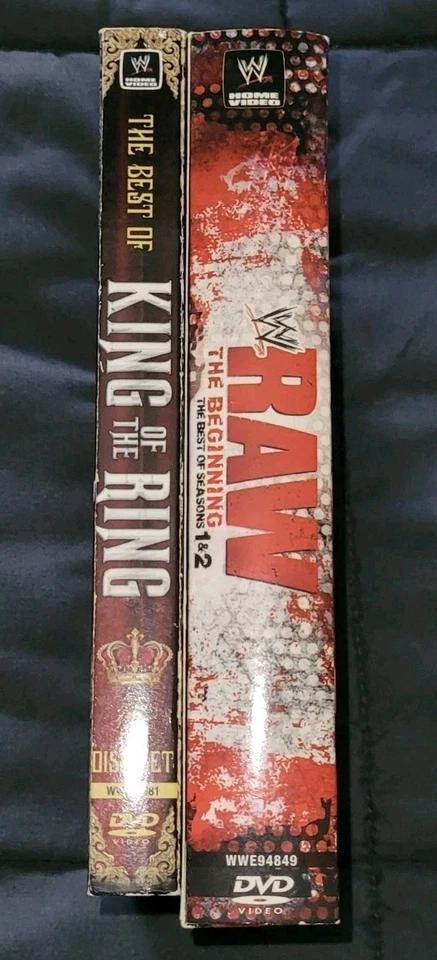 W
HOME
VIDEO
THE BEST OF
KING
OF
THE
RING
DVD
VIDEO
W
HOME
VIDEO
W
RAW
THE BEGINNING
THE BEST OF SEASONS 1&2
WWE94849
DVD
VIDEO